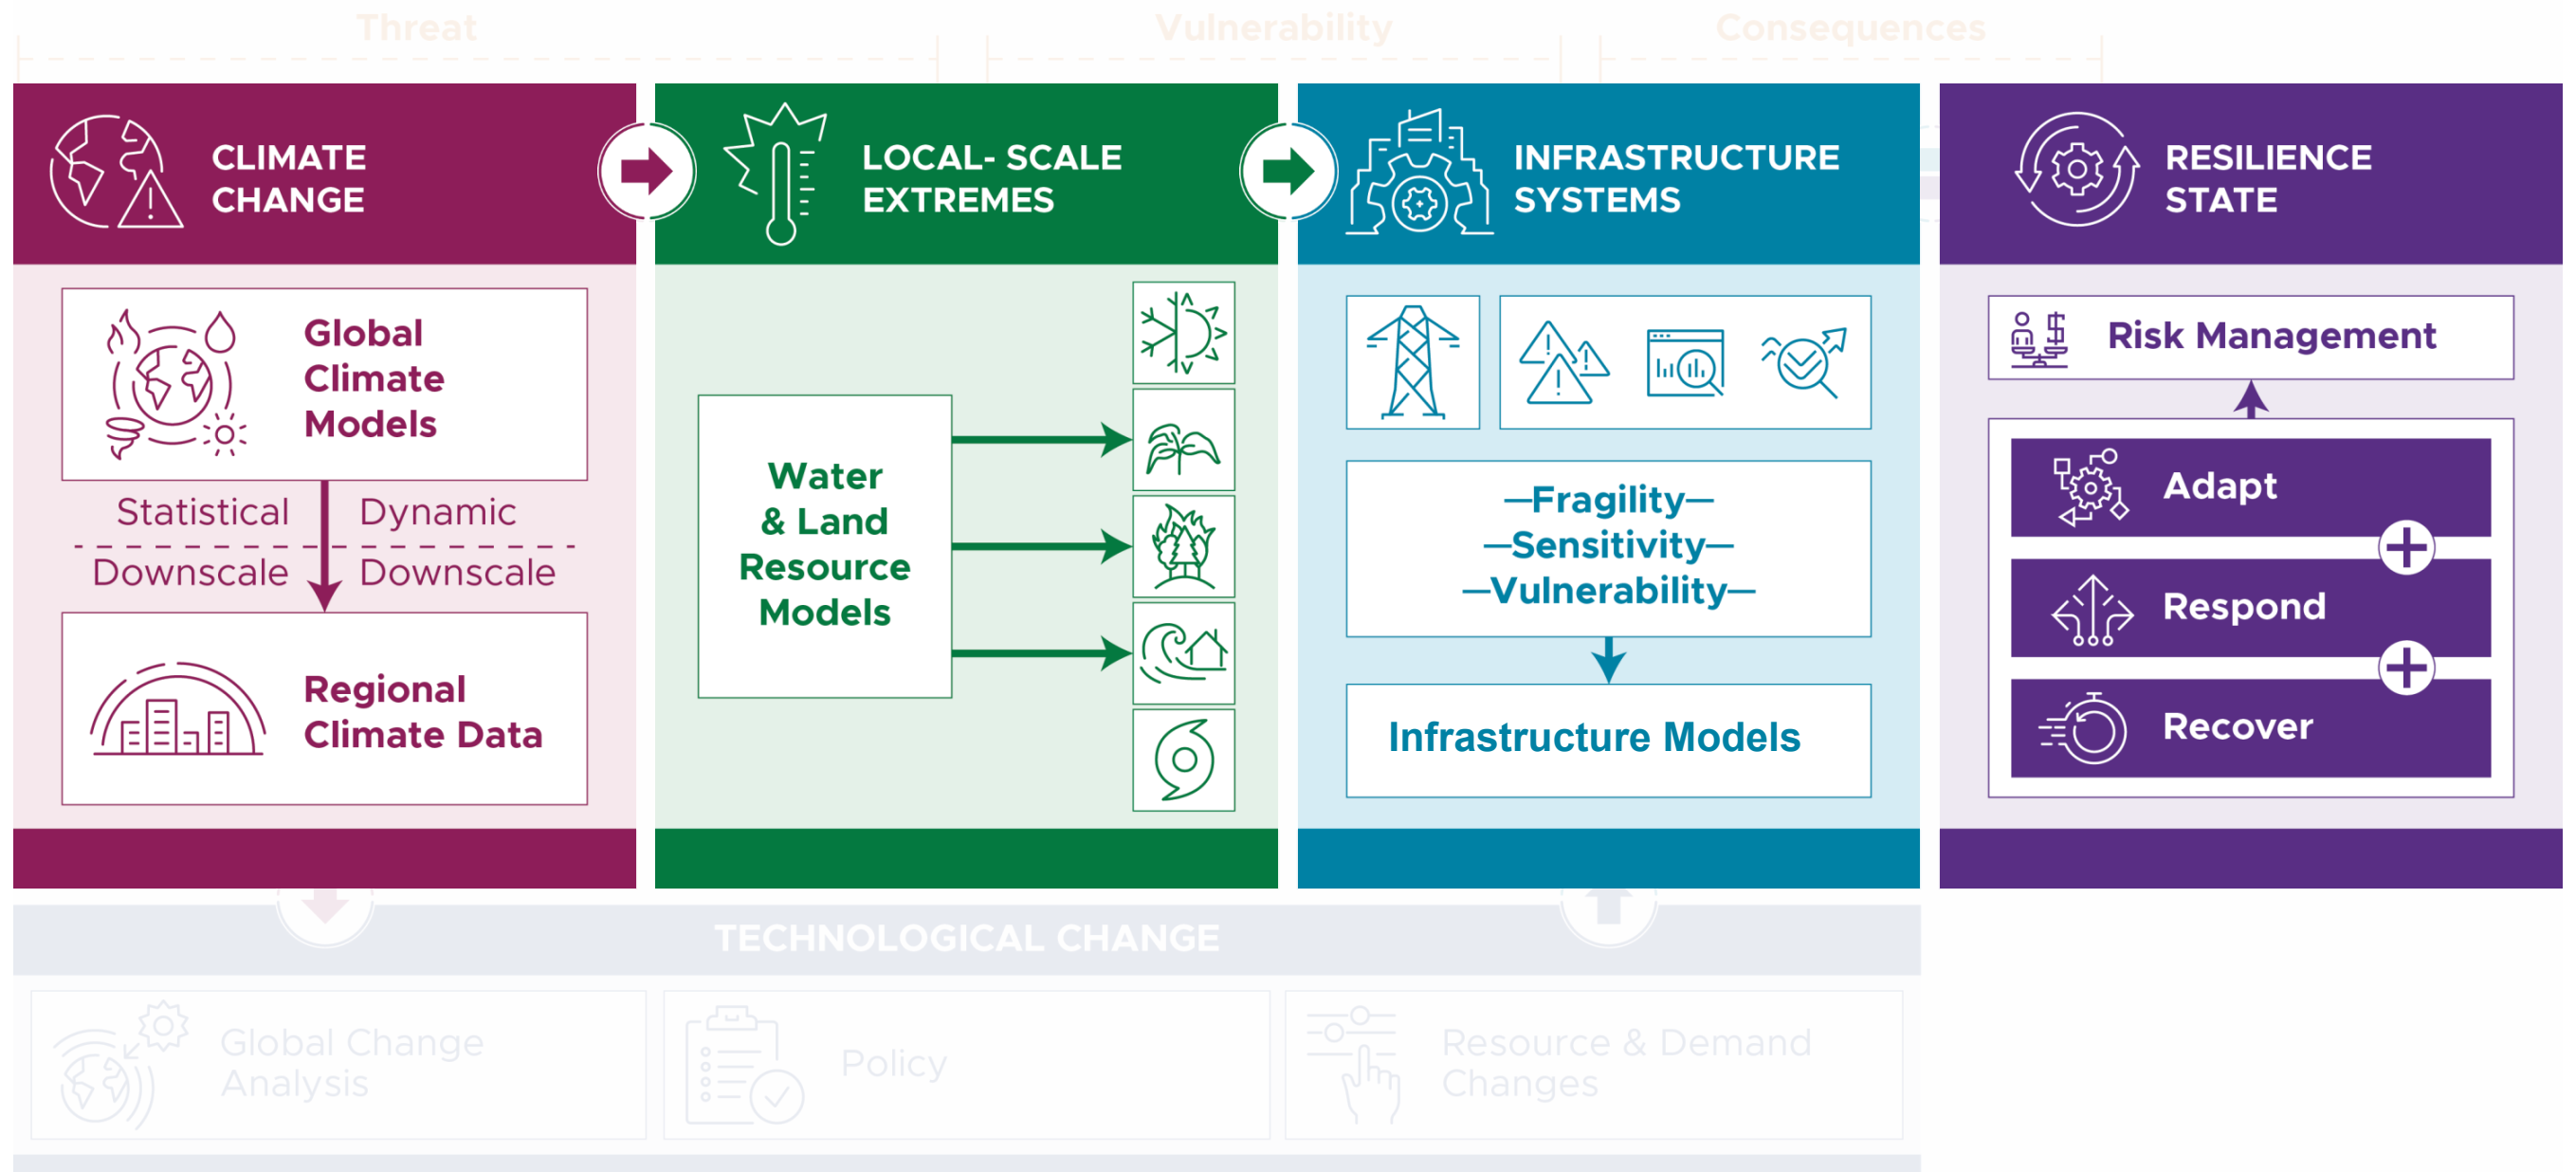 Threat
Vulnerability
Consequences
CLIMATE
CHANGE
Global
Climate
Models
Statistical
Dynamic
Downscale
Downscale
Regional
Climate Data
LOCAL- SCALE
EXTREMES
Water
& Land
Resource
Models
INFRASTRUCTURE
SYSTEMS
—Fragility—
—Sensitivity—
—Vulnerability—
Infrastructure Models
RESILIENCE
STATE
Risk Management
Adapt
Respond
Recover
TECHNOLOGICAL CHANGE
Global Change
Analysis
Policy
Resource & Demand
Changes